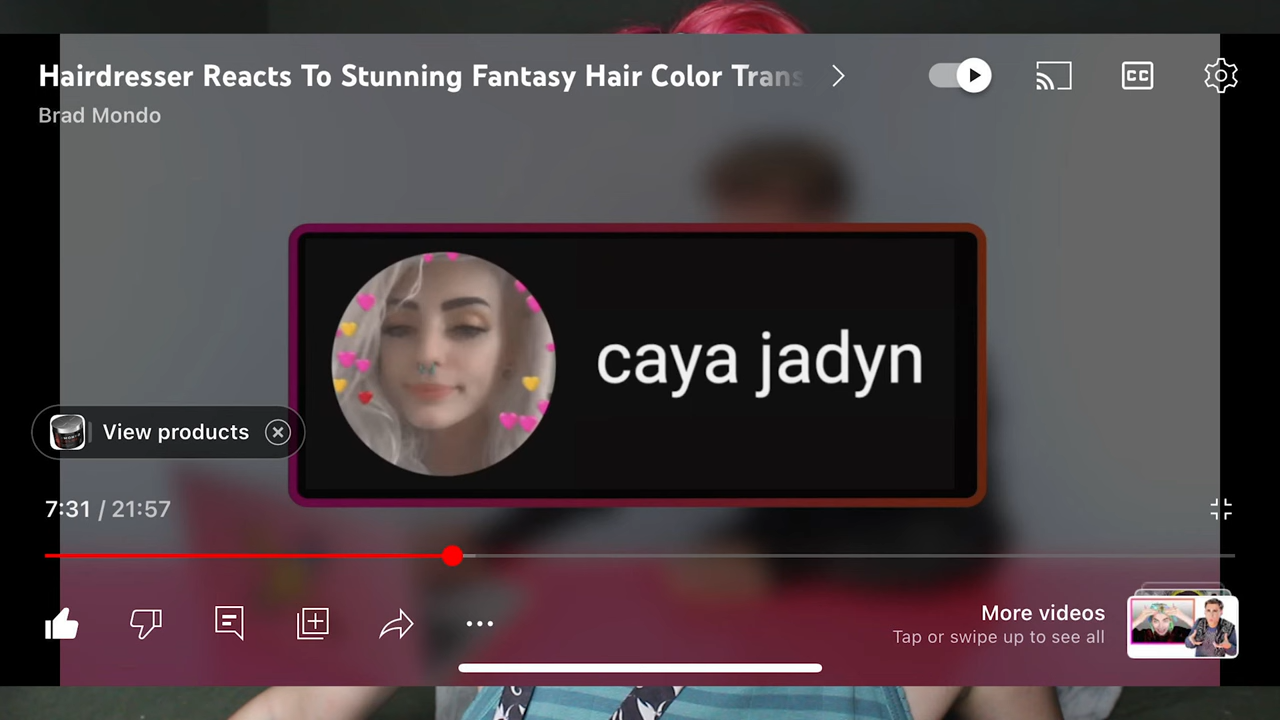 Hairdresser Reacts To Stunning Fantasy Hair Color Trans
Brad Mondo
CC
caya jadyn
View products
7:31 / 21:57
More videos
Tap or swipe up to see all